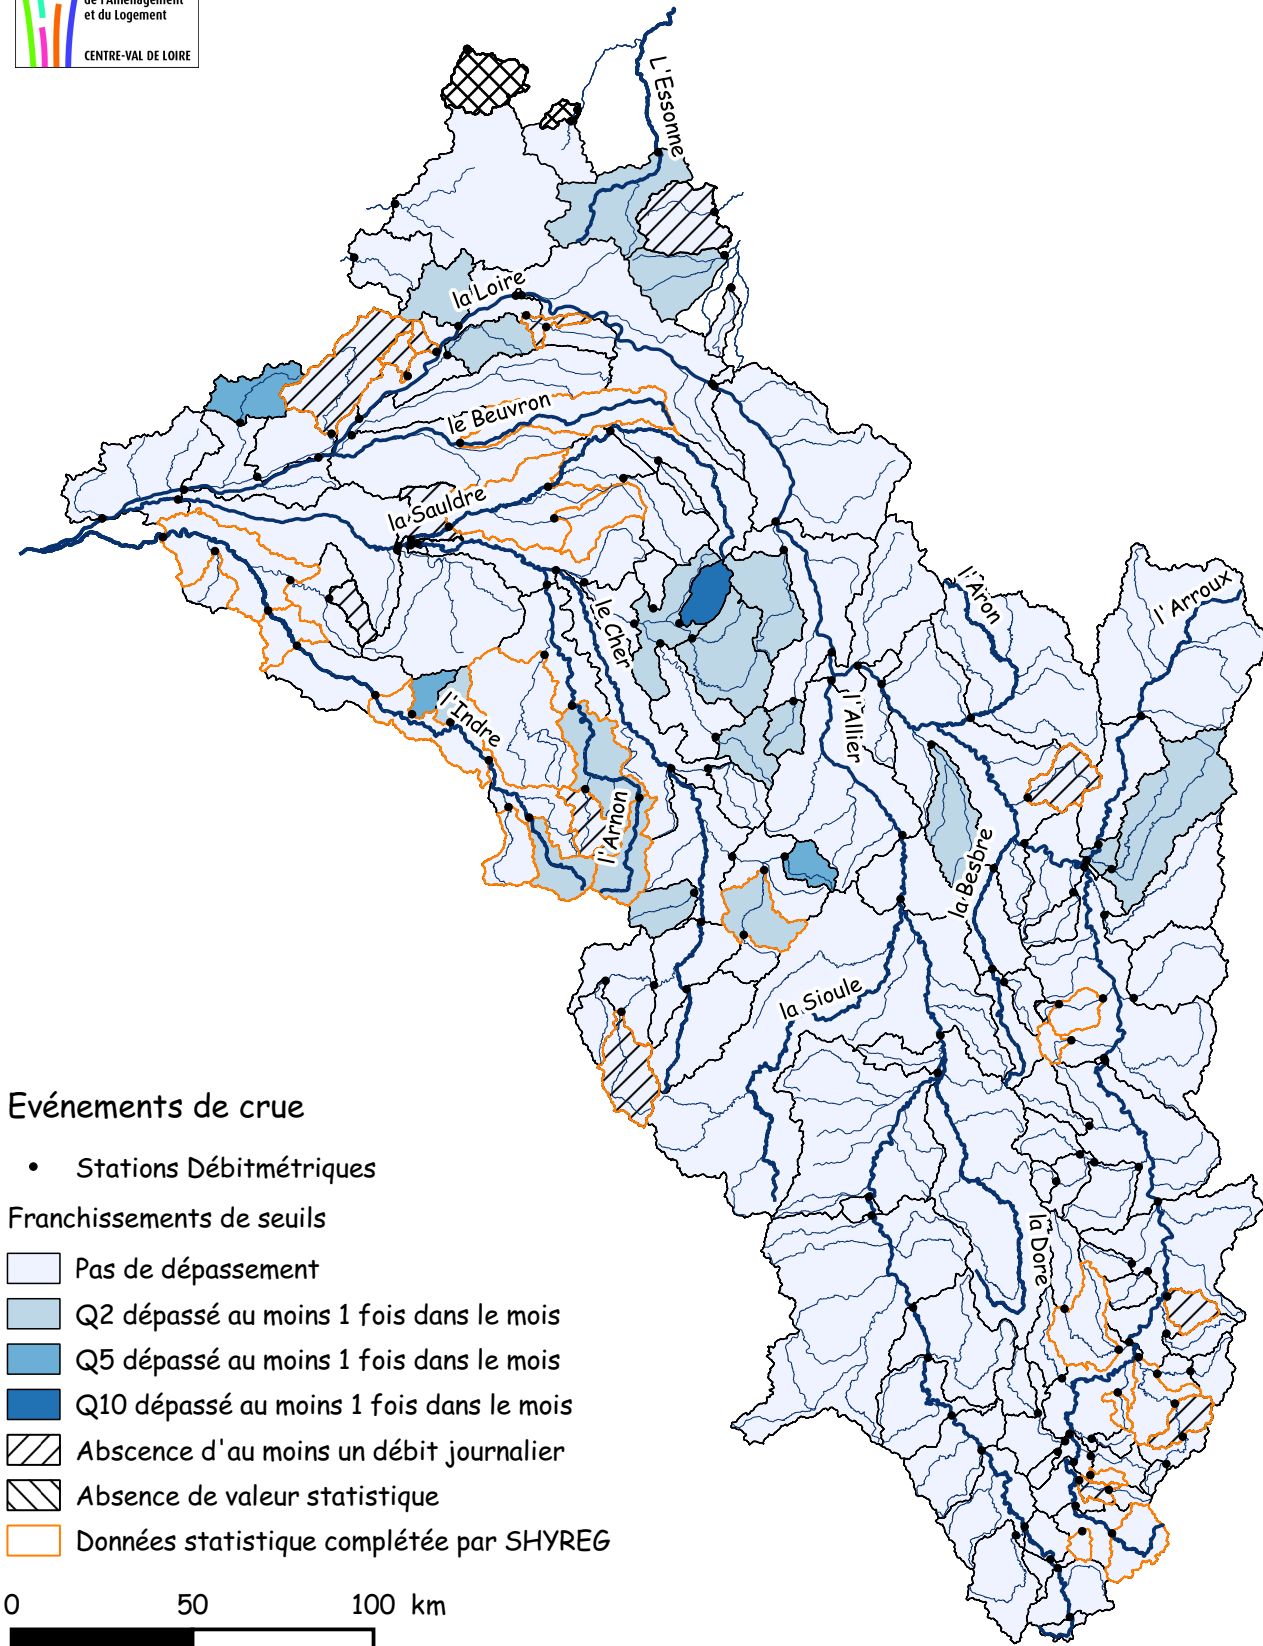 de l'Aménagement
et du Logement
CENTRE-VAL DE LOIRE
L'Essonne
la Loire
le Beuvron
la Sauldre
le Cher
l'Aron
l'Arroux
l'Indre
l'Allier
l'Arnon
la Besbre
la Sioule
la Dore
Evénements de crue
Stations Débitmétriques
Franchissements de seuils
Pas de dépassement
Q2 dépassé au moins 1 fois dans le mois
Q5 dépassé au moins 1 fois dans le mois
Q10 dépassé au moins 1 fois dans le mois
Abscence d'au moins un débit journalier
Absence de valeur statistique
Données statistique complétée par SHYREG
0 50 100 km